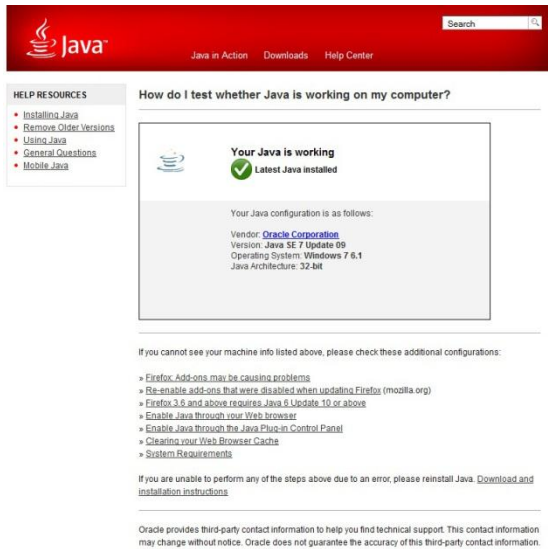 Java™
Search
Java in Action Downloads Help Center
HELP RESOURCES
Installing Java
Remove Older Versions
Using Java
General Questions
Mobile Java
How do I test whether Java is working on my computer?
Your Java is working
Latest Java installed
Your Java configuration is as follows:
Vendor: Oracle Corporation
Version: Java SE 7 Update 09
Operating System: Windows 7 6.1
Java Architecture: 32-bit
If you cannot see your machine info listed above, please check these additional configurations:
» Firefox: Add-ons may be causing problems
» Re-enable add-ons that were disabled when updating Firefox (mozilla.org)
» Firefox 3.6 and above requires Java 6 Update 10 or above
» Enable Java through your Web browser
» Enable Java through the Java Plug-in Control Panel
» Clearing your Web Browser Cache
» System Requirements
If you are unable to perform any of the steps above due to an error, please reinstall Java. Download and
installation instructions
Oracle provides third-party contact information to help you find technical support. This contact information
may change without notice. Oracle does not guarantee the accuracy of this third-party contact information.